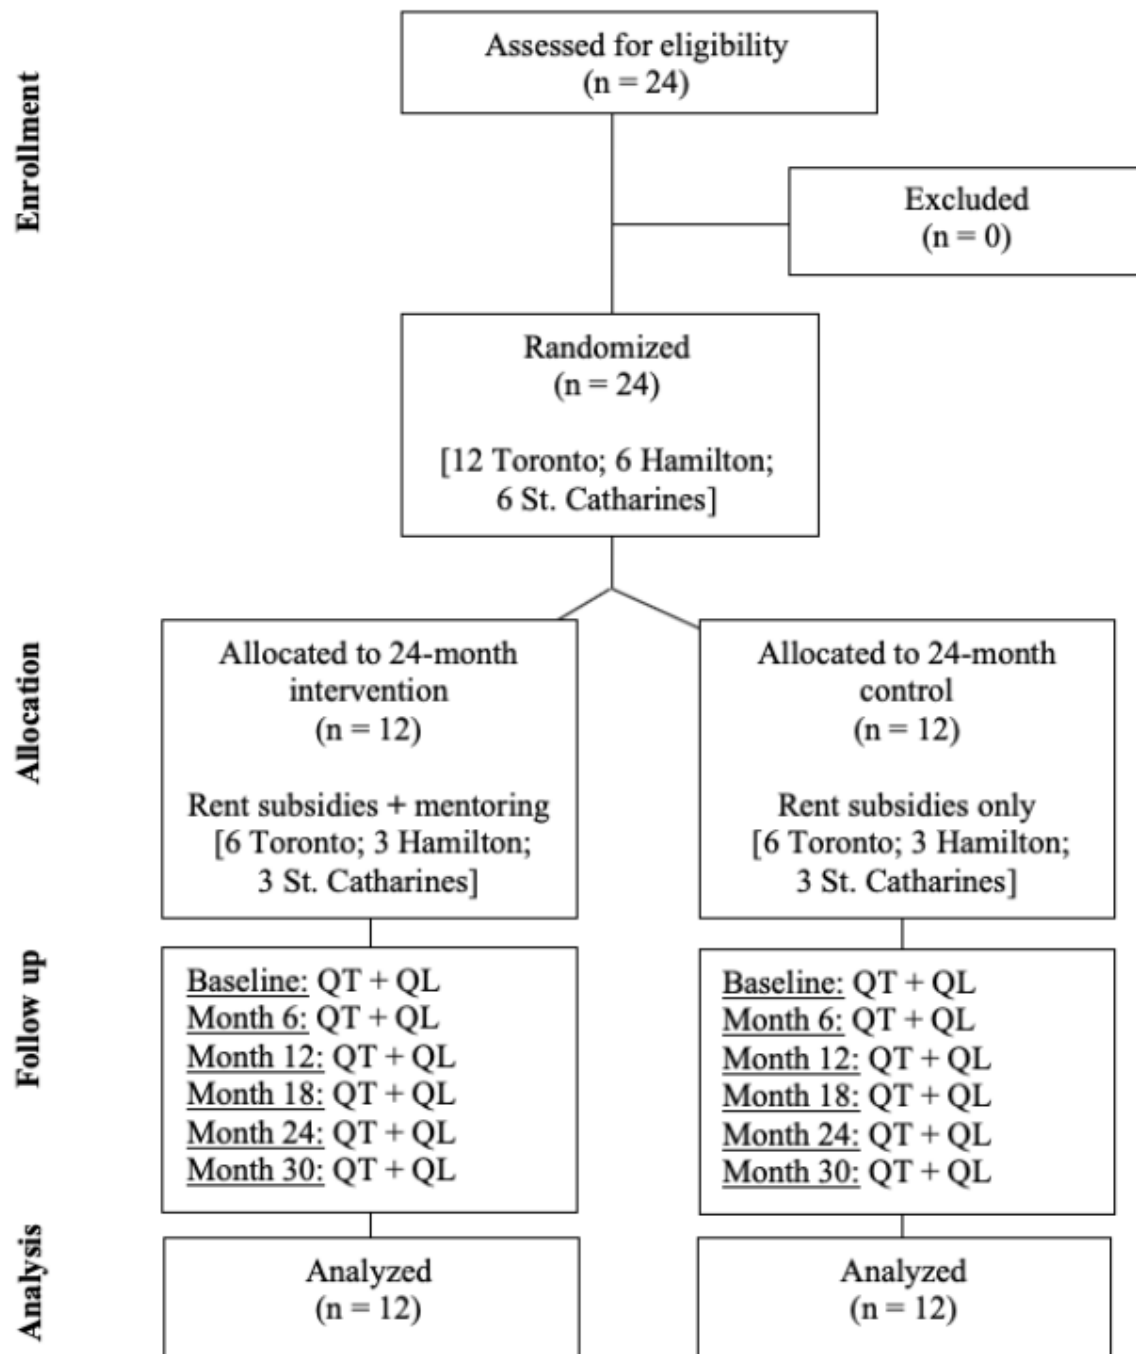 Enrollment
Assessed for eligibility
(n = 24)
Excluded
(n = 0)
Randomized
(n = 24)
[12 Toronto; 6 Hamilton;
6 St. Catharines]
Allocation
Allocated to 24-month
intervention
(n = 12)
Rent subsidies + mentoring
[6 Toronto; 3 Hamilton;
3 St. Catharines]
Allocated to 24-month
control
(n = 12)
Rent subsidies only
[6 Toronto; 3 Hamilton;
3 St. Catharines]
Follow up
Baseline: QT + QL
Month 6: QT + QL
Month 12: QT + QL
Month 18: QT + QL
Month 24: QT + QL
Month 30: QT + QL
Baseline: QT + QL
Month 6: QT + QL
Month 12: QT + QL
Month 18: QT + QL
Month 24: QT + QL
Month 30: QT + QL
Analysis
Analyzed
(n = 12)
Analyzed
(n = 12)